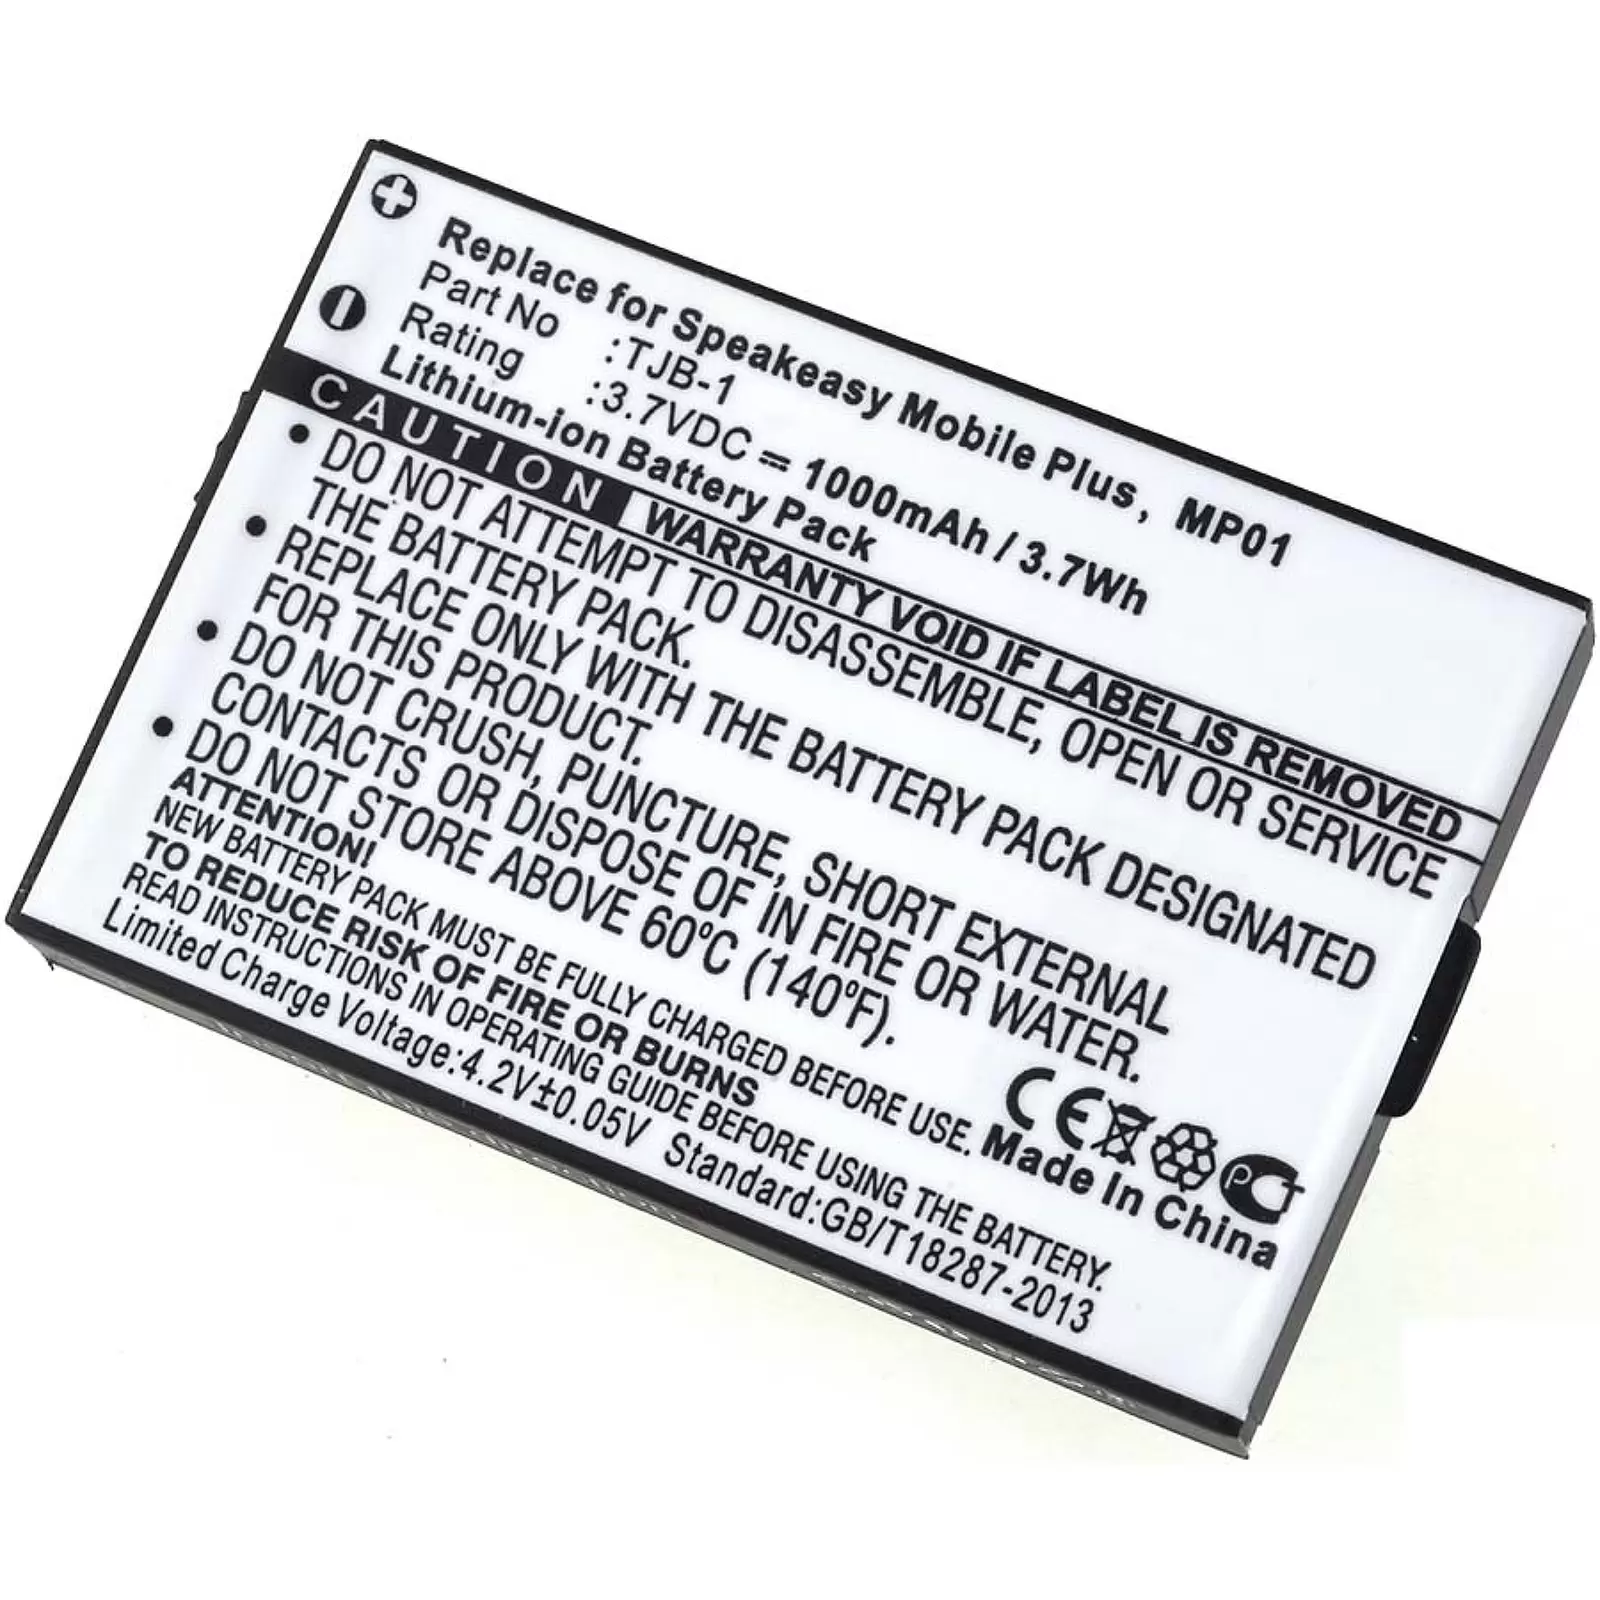 Replace for Speakeasy Mobile Plus, MP01
Part No :TJB-1
Rating :3.7VDC⎓1000mAh / 3.7Wh
Lithium-ion Battery Pack
CAUTION WARRANTY VOID IF LABEL IS REMOVED
• DO NOT ATTEMPT TO DISASSEMBLE, OPEN OR SERVICE
THE BATTERY PACK.
• REPLACE ONLY WITH THE BATTERY PACK DESIGNATED
FOR THIS PRODUCT.
• DO NOT CRUSH, PUNCTURE, SHORT EXTERNAL
CONTACTS OR DISPOSE OF IN FIRE OR WATER.
• DO NOT STORE ABOVE 60°C (140°F).
ATTENTION!
NEW BATTERY PACK MUST BE FULLY CHARGED BEFORE USE.
TO REDUCE RISK OF FIRE OR BURNS
READ INSTRUCTIONS IN OPERATING GUIDE BEFORE USING THE BATTERY.
Limited Charge Voltage:4.2V±0.05V Standard:GB/T18287-2013
CE PCT
Made In China